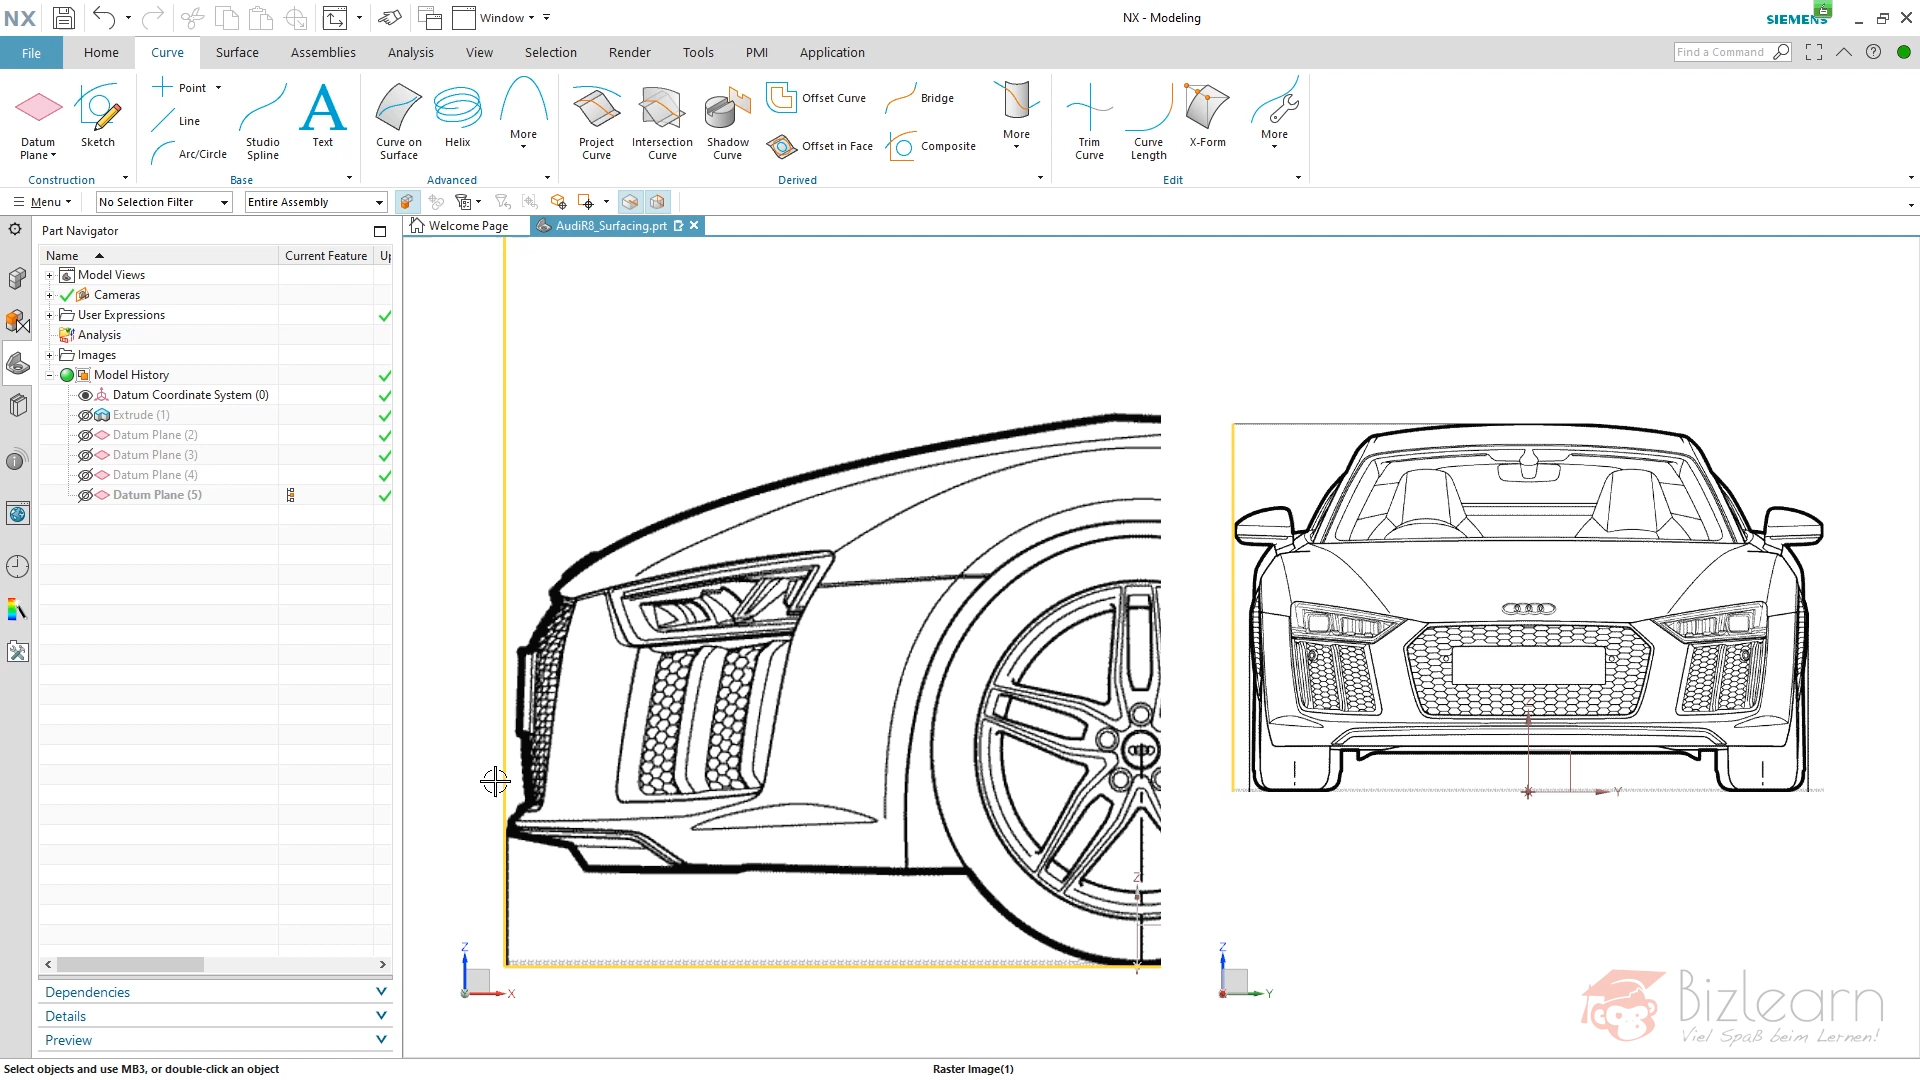 NX
Window
NX - Modeling
SIEMENS
File
Home
Curve
Surface
Assemblies
Analysis
View
Selection
Render
Tools
PMI
Application
Find a Command
Datum
Plane
Sketch
Point
Line
Arc/Circle
Studio
Spline
Text
Curve on
Surface
Helix
More
Project
Curve
Intersection
Curve
Shadow
Curve
Offset Curve
Offset in Face
Bridge
Composite
More
Trim
Curve
Curve
Length
X-Form
More
Construction
Base
Advanced
Derived
Edit
Menu
No Selection Filter
Entire Assembly
Part Navigator
Welcome Page
AudiR8_Surfacing.prt
Name
Current Feature
Up
Model Views
Cameras
User Expressions
Analysis
Images
Model History
Datum Coordinate System (0)
Extrude (1)
Datum Plane (2)
Datum Plane (3)
Datum Plane (4)
Datum Plane (5)
Z
Y
Z
X
Z
Y
Dependencies
Details
Preview
Bizlearn
Viel Spaß beim Lernen!
Select objects and use MB3, or double-click an object
Raster Image(1)